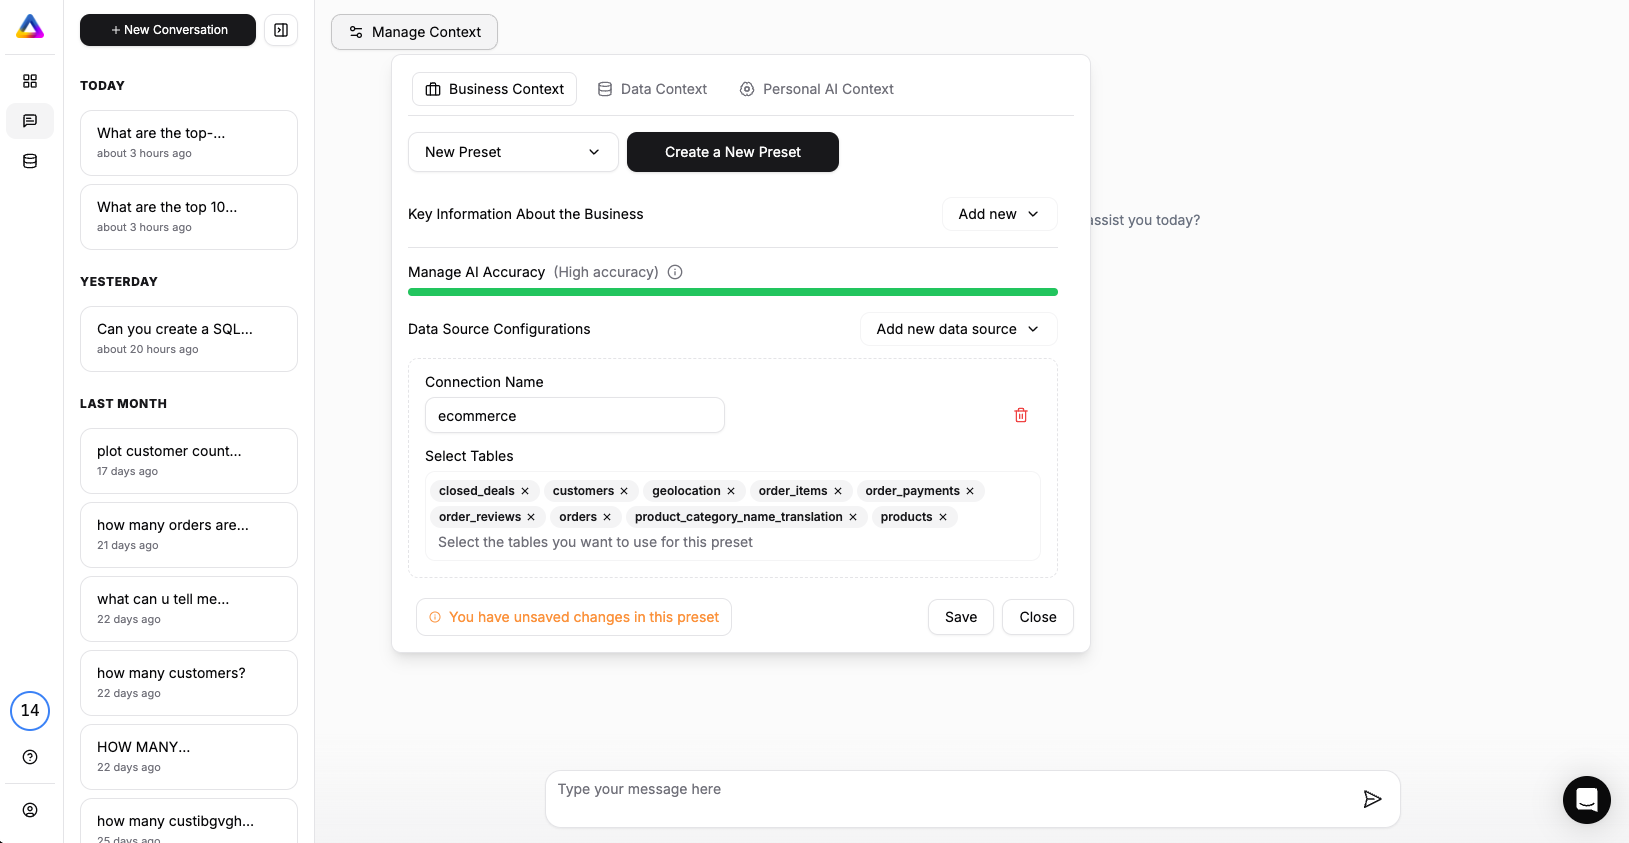 + New Conversation
TODAY
What are the top-...
about 3 hours ago
What are the top 10...
about 3 hours ago
YESTERDAY
Can you create a SQL...
about 20 hours ago
LAST MONTH
plot customer count...
17 days ago
how many orders are...
21 days ago
what can u tell me...
22 days ago
how many customers?
22 days ago
HOW MANY...
22 days ago
how many custibgvgh...
25 days ago
14
Manage Context
Business Context
Data Context
Personal AI Context
New Preset
Create a New Preset
Key Information About the Business
Add new
Manage AI Accuracy (High accuracy)
Data Source Configurations
Add new data source
Connection Name
ecommerce
Select Tables
closed_deals × customers × geolocation × order_items × order_payments ×
order_reviews × orders × product_category_name_translation × products ×
Select the tables you want to use for this preset
You have unsaved changes in this preset
Save
Close
assist you today?
Type your message here